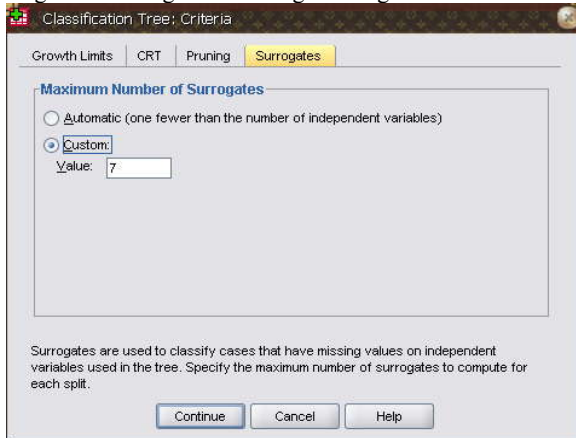 Classification Tree: Criteria
Growth Limits CRT Pruning Surrogates
Maximum Number of Surrogates
Automatic (one fewer than the number of independent variables)
Custom:
Value: 7
Surrogates are used to classify cases that have missing values on independent
variables used in the tree. Specify the maximum number of surrogates to compute for
each split.
Continue Cancel Help